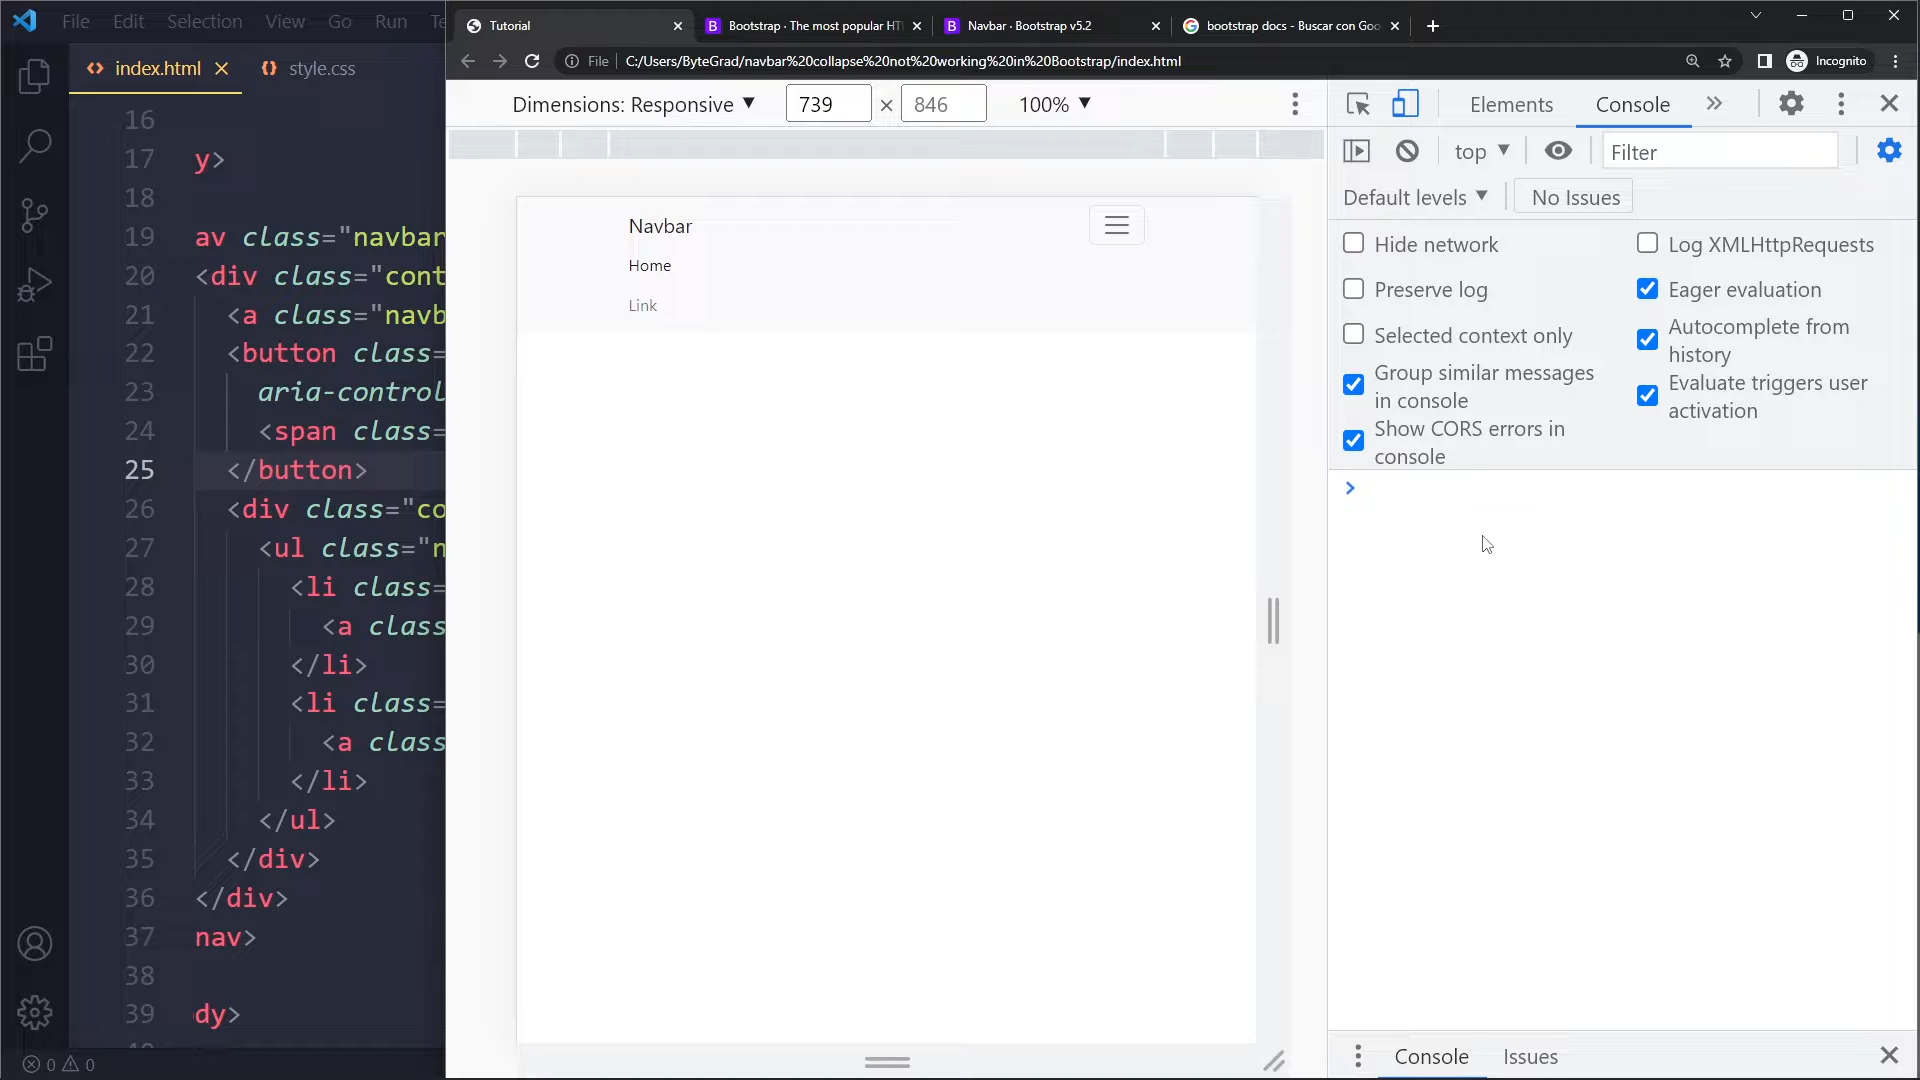 File Edit Selection View Go Run Te
index.html
style.css
16
17 y>
18
19 av class="navbar
20 <div class="cont
21 <a class="navb
22 <button class=
23 aria-control
24 <span class=
25 </button>
26 <div class="co
27 <ul class="n
28 <li class=
29 <a class
30 </li>
31 <li class=
32 <a class
33 </li>
34 </ul>
35 </div>
36 </div>
37 nav>
38
39 dy>
0 0
Tutorial
Bootstrap · The most popular HT
Navbar · Bootstrap v5.2
bootstrap docs - Buscar con Goo
File C:/Users/ByteGrad/navbar%20collapse%20not%20working%20in%20Bootstrap/index.html
Incognito
Dimensions: Responsive ▼ 739 × 846 100% ▼
Navbar
Home
Link
Elements Console »
top ▼ Filter
Default levels ▼ No Issues
Hide network
Log XMLHttpRequests
Preserve log
Eager evaluation
Selected context only
Autocomplete from
history
Group similar messages
in console
Evaluate triggers user
activation
Show CORS errors in
console
Console Issues